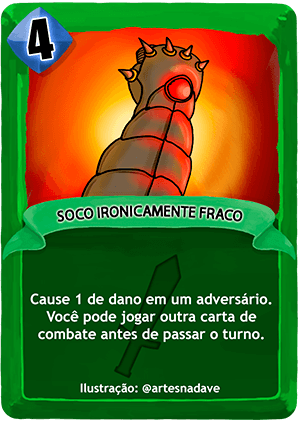 4
SOCO IRONICAMENTE FRACO
Cause 1 de dano em um adversário.
Você pode jogar outra carta de
combate antes de passar o turno.
Ilustração: @artesnadave